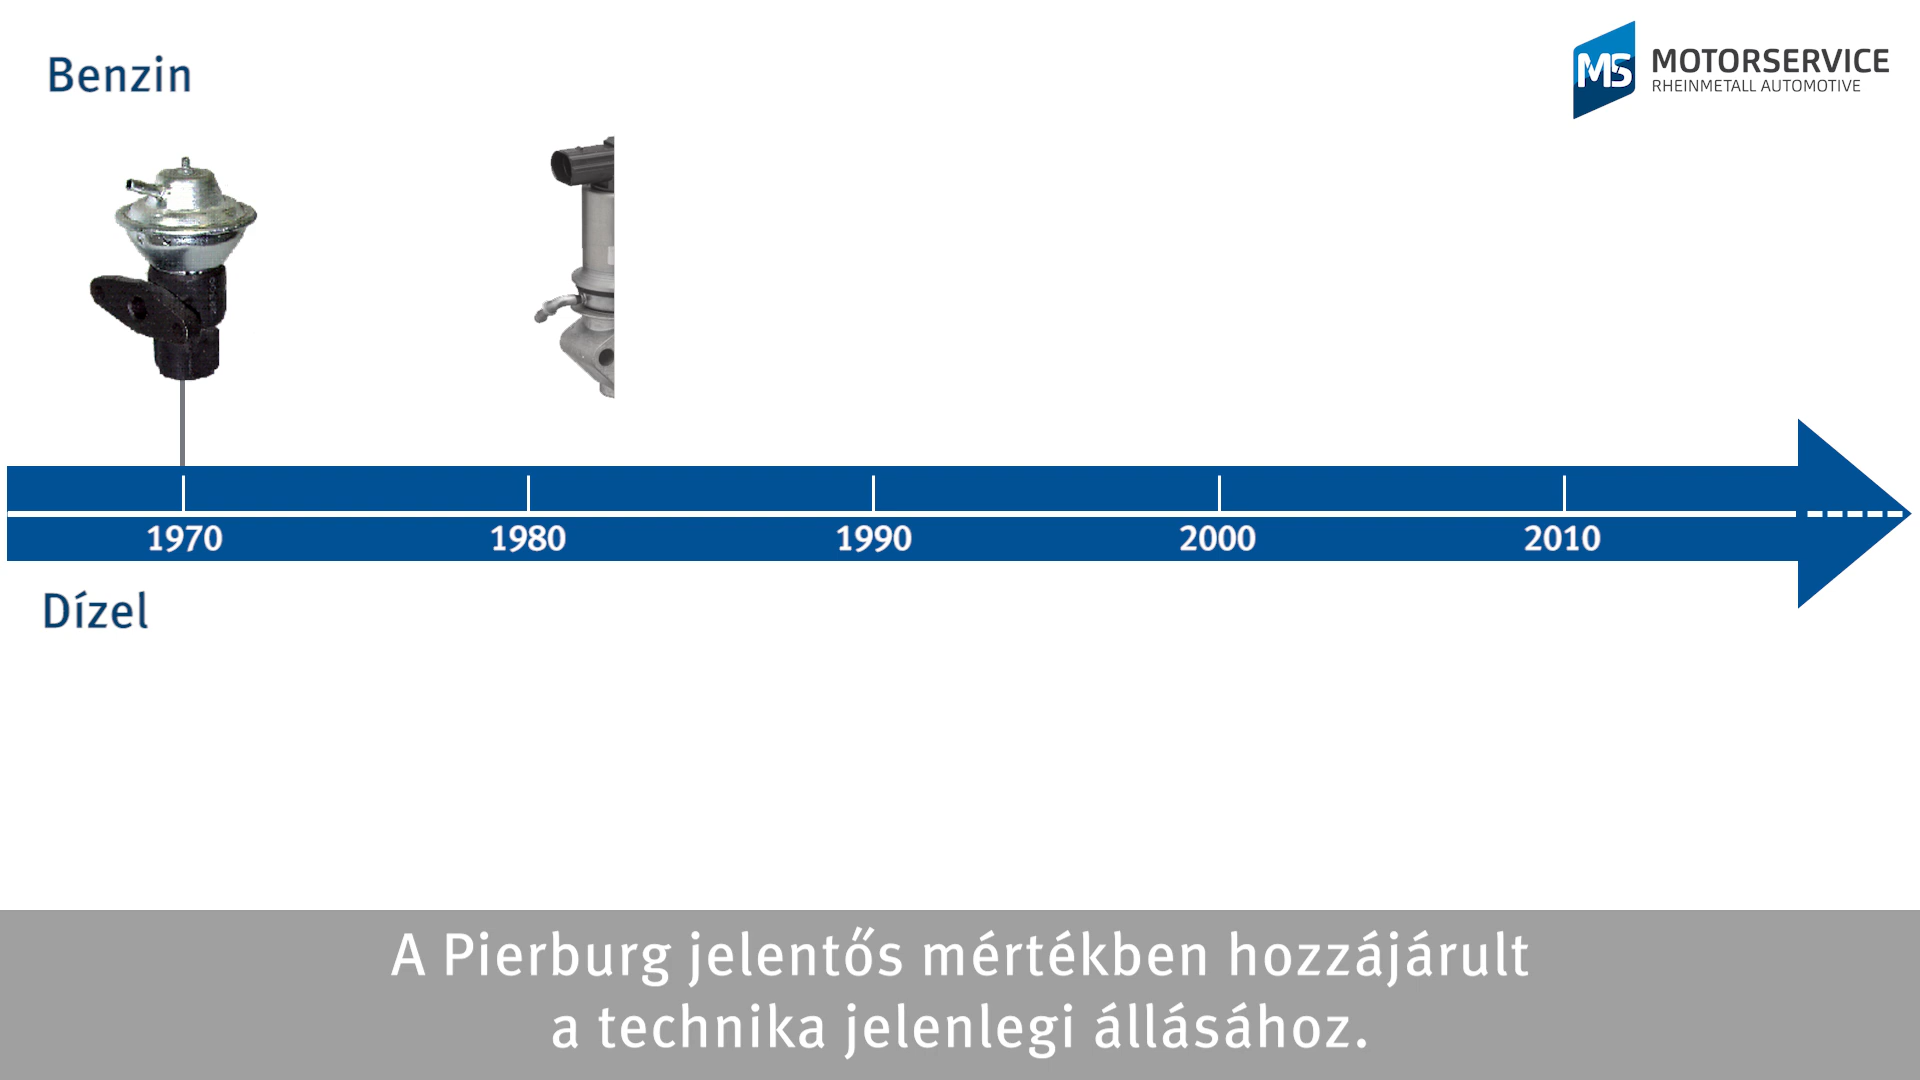 Benzin
MS MOTORSERVICE
RHEINMETALL AUTOMOTIVE
1970 1980 1990 2000 2010
Dízel
A Pierburg jelentős mértékben hozzájárult
a technika jelenlegi állásához.